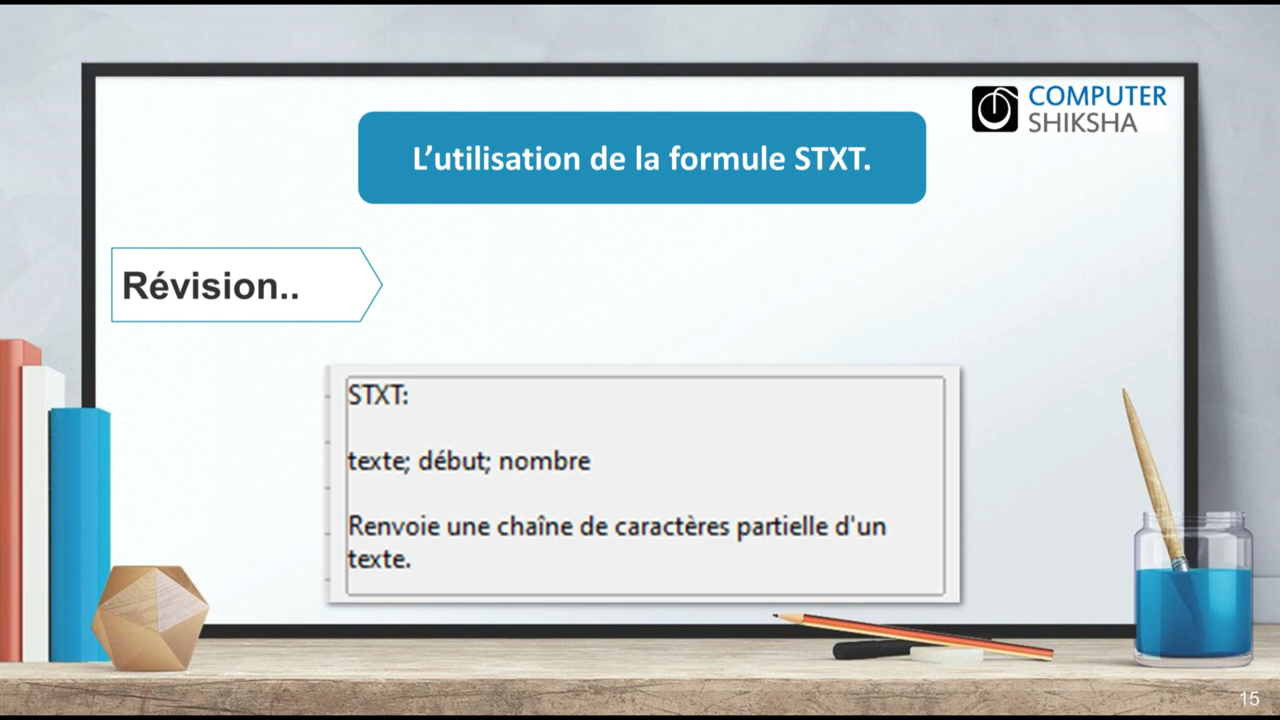 COMPUTER
SHIKSHA
L’utilisation de la formule STXT.
Révision..
STXT:
texte; début; nombre
Renvoie une chaîne de caractères partielle d'un
texte.
15